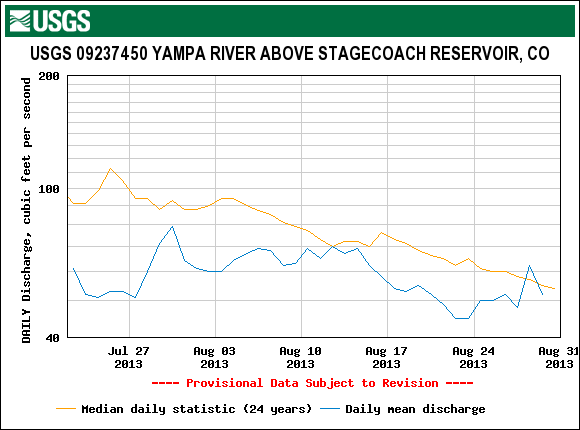 USGS
USGS 09237450 YAMPA RIVER ABOVE STAGECOACH RESERVOIR, CO
DAILY Discharge, cubic feet per second
200
100
40
Jul 27 2013
Aug 03 2013
Aug 10 2013
Aug 17 2013
Aug 24 2013
Aug 31 2013
---- Provisional Data Subject to Revision ----
Median daily statistic (24 years)
Daily mean discharge